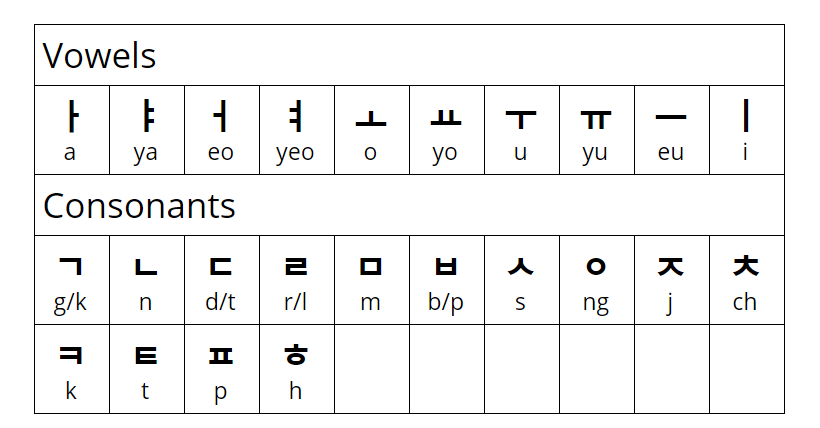 Vowels
ㅏ ㅑ ㅓ ㅕ ㅗ ㅛ ㅜ ㅠ ㅡ ㅣ
a ya eo yeo o yo u yu eu i
Consonants
ㄱ ㄴ ㄷ ㄹ ㅁ ㅂ ㅅ ㅇ ㅈ ㅊ
g/k n d/t r/l m b/p s ng j ch
ㅋ ㅌ ㅍ ㅎ
k t p h